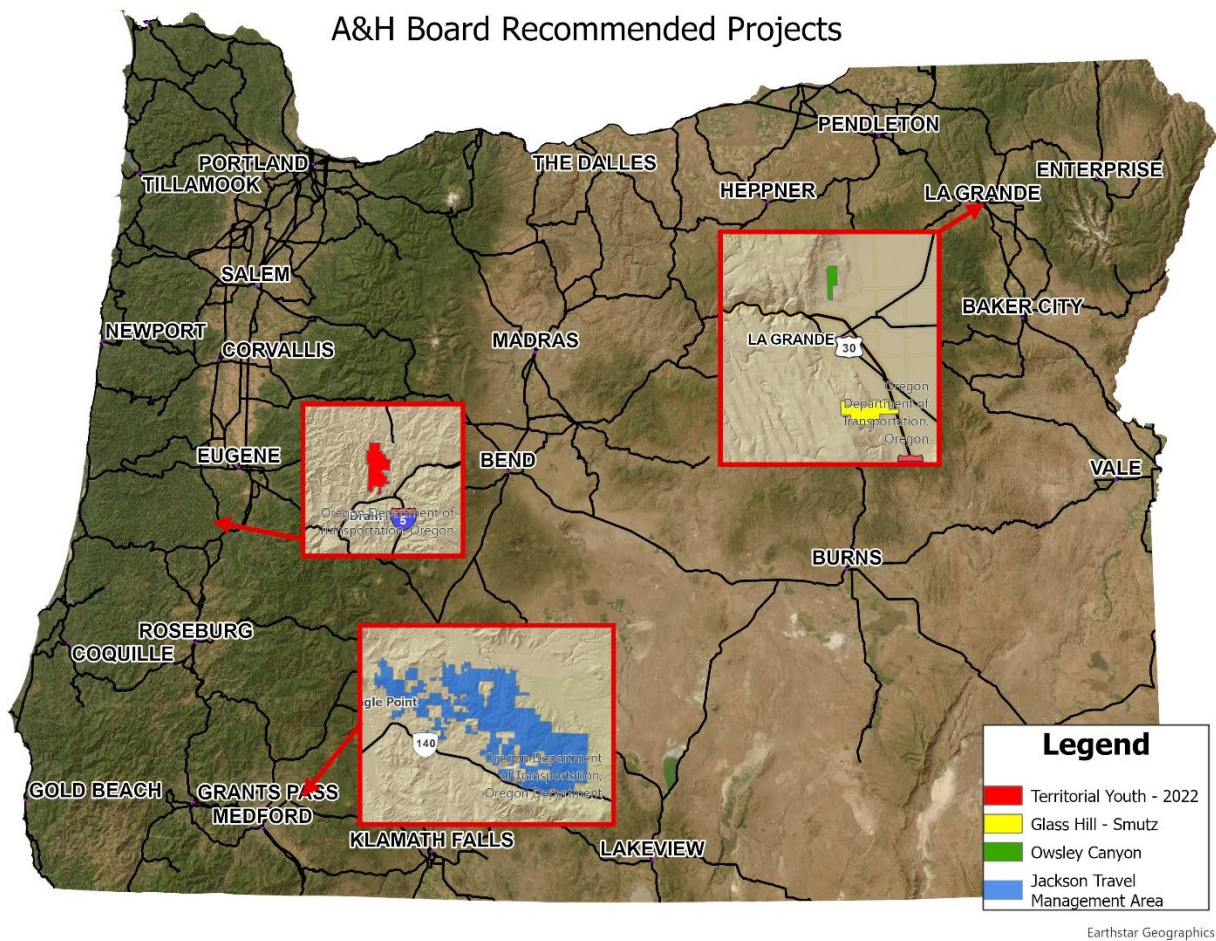 A&H Board Recommended Projects
PENDLETON
PORTLAND
THE DALLES
TILLAMOOK
ENTERPRISE
HEPPNER
LA GRANDE
SALEM
BAKER CITY
NEWPORT
MADRAS
CORVALLIS
LA GRANDE
30
Oregon
Department of
Transportation,
Oregon
EUGENE
BEND
VALE
Drain
5
Oregon Department of
Transportation, Oregon
BURNS
ROSEBURG
COQUILLE
gle Point
140
Oregon Department
of Transportation,
Oregon Department
GOLD BEACH
GRANTS PASS
MEDFORD
KLAMATH FALLS
LAKEVIEW
Legend
Territorial Youth - 2022
Glass Hill - Smutz
Owsley Canyon
Jackson Travel
Management Area
Earthstar Geographics